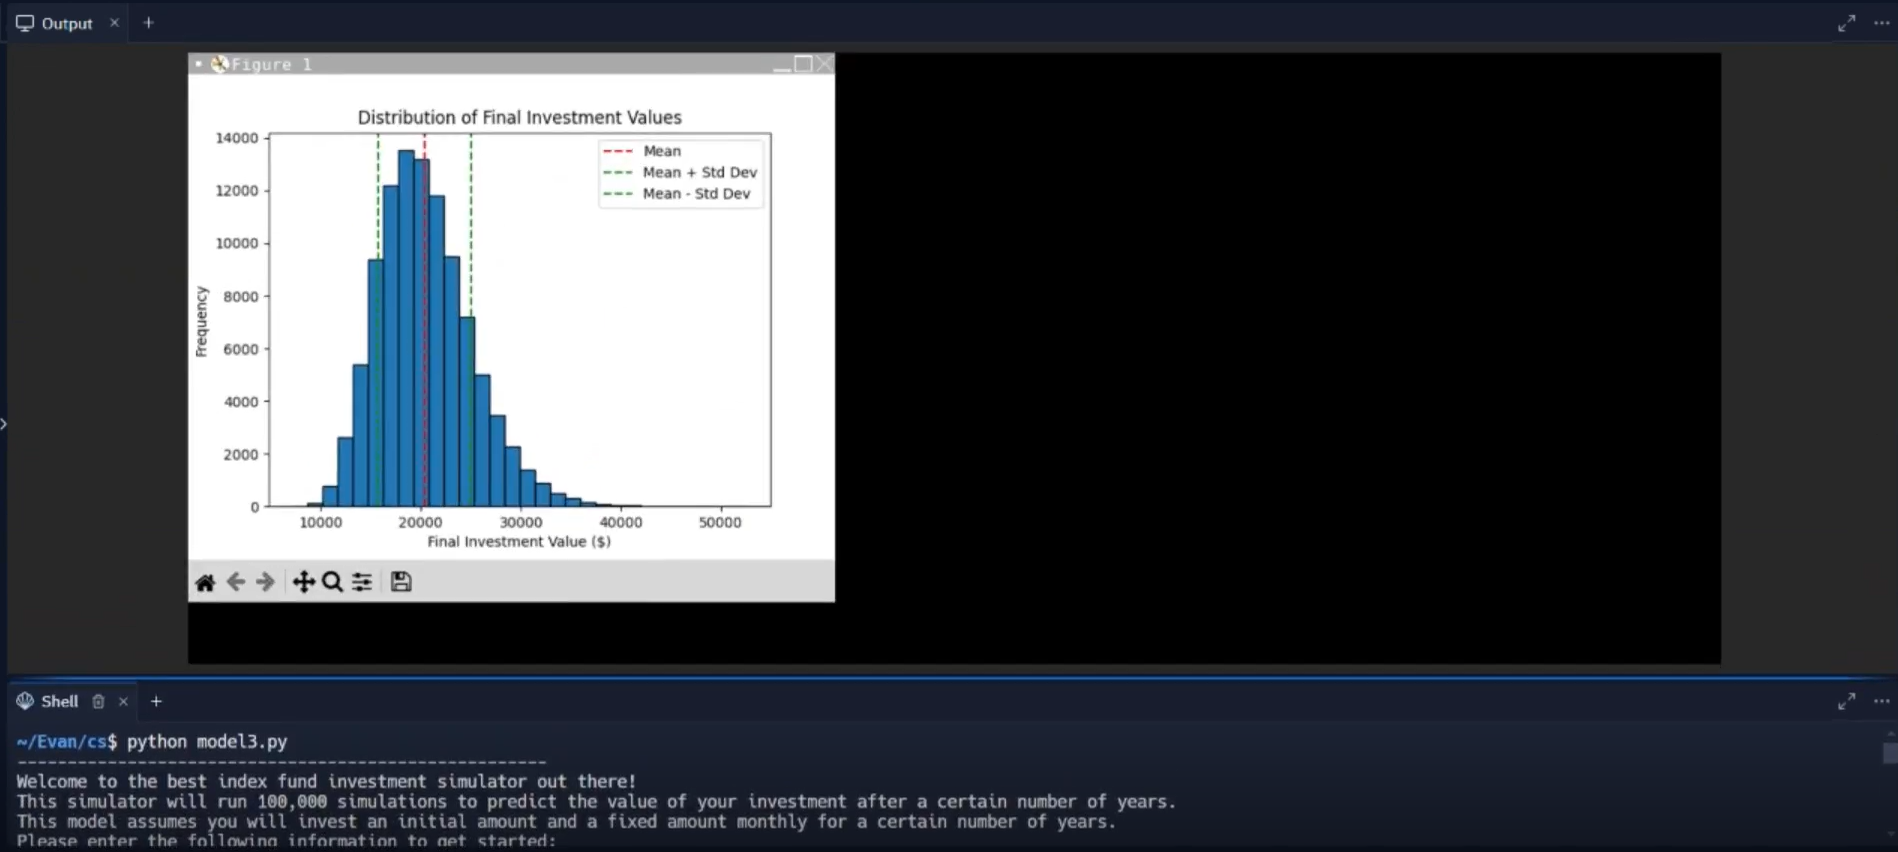 Output
Figure 1
Distribution of Final Investment Values
14000
12000
10000
8000
6000
4000
2000
0
Frequency
Mean
Mean + Std Dev
Mean - Std Dev
10000 20000 30000 40000 50000
Final Investment Value ($)
Shell
~/Evan/cs$ python model3.py
-----------------------------------------------------
Welcome to the best index fund investment simulator out there!
This simulator will run 100,000 simulations to predict the value of your investment after a certain number of years.
This model assumes you will invest an initial amount and a fixed amount monthly for a certain number of years.
Please enter the following information to get started: